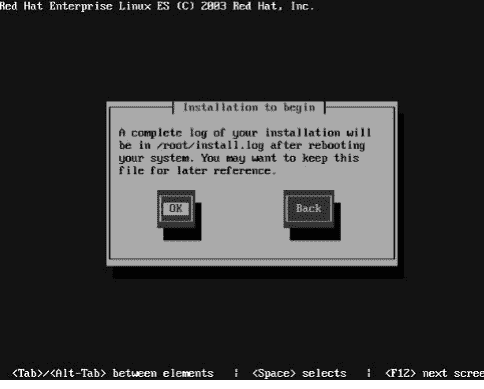 Red Hat Enterprise Linux ES (C) 2003 Red Hat, Inc.
Installation to begin
A complete log of your installation will
be in /root/install.log after rebooting
your system. You may want to keep this
file for later reference.
OK Back
<Tab>/<Alt-Tab> between elements | <Space> selects | <F12> next scree